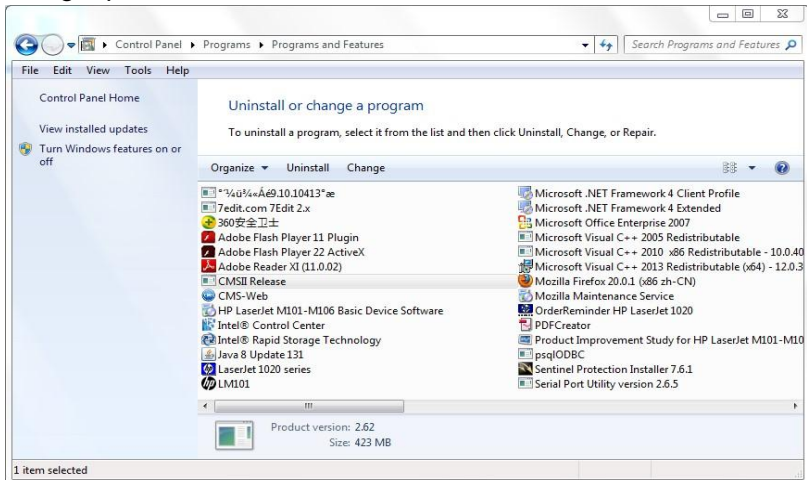 Control Panel ▸ Programs ▸ Programs and Features
Search Programs and Features
File Edit View Tools Help
Control Panel Home
View installed updates
Turn Windows features on or off
Uninstall or change a program
To uninstall a program, select it from the list and then click Uninstall, Change, or Repair.
Organize Uninstall Change
°¾ü¾«Áé9.10.10413°æ
7edit.com 7Edit 2.x
360安全卫士
Adobe Flash Player 11 Plugin
Adobe Flash Player 22 ActiveX
Adobe Reader XI (11.0.02)
CMSII Release
CMS-Web
HP LaserJet M101-M106 Basic Device Software
Intel® Control Center
Intel® Rapid Storage Technology
Java 8 Update 131
LaserJet 1020 series
LM101
Microsoft .NET Framework 4 Client Profile
Microsoft .NET Framework 4 Extended
Microsoft Office Enterprise 2007
Microsoft Visual C++ 2005 Redistributable
Microsoft Visual C++ 2010 x86 Redistributable - 10.0.40
Microsoft Visual C++ 2013 Redistributable (x64) - 12.0.3
Mozilla Firefox 20.0.1 (x86 zh-CN)
Mozilla Maintenance Service
OrderReminder HP LaserJet 1020
PDFCreator
Product Improvement Study for HP LaserJet M101-M10
psqlODBC
Sentinel Protection Installer 7.6.1
Serial Port Utility version 2.6.5
Product version: 2.62
Size: 423 MB
1 item selected